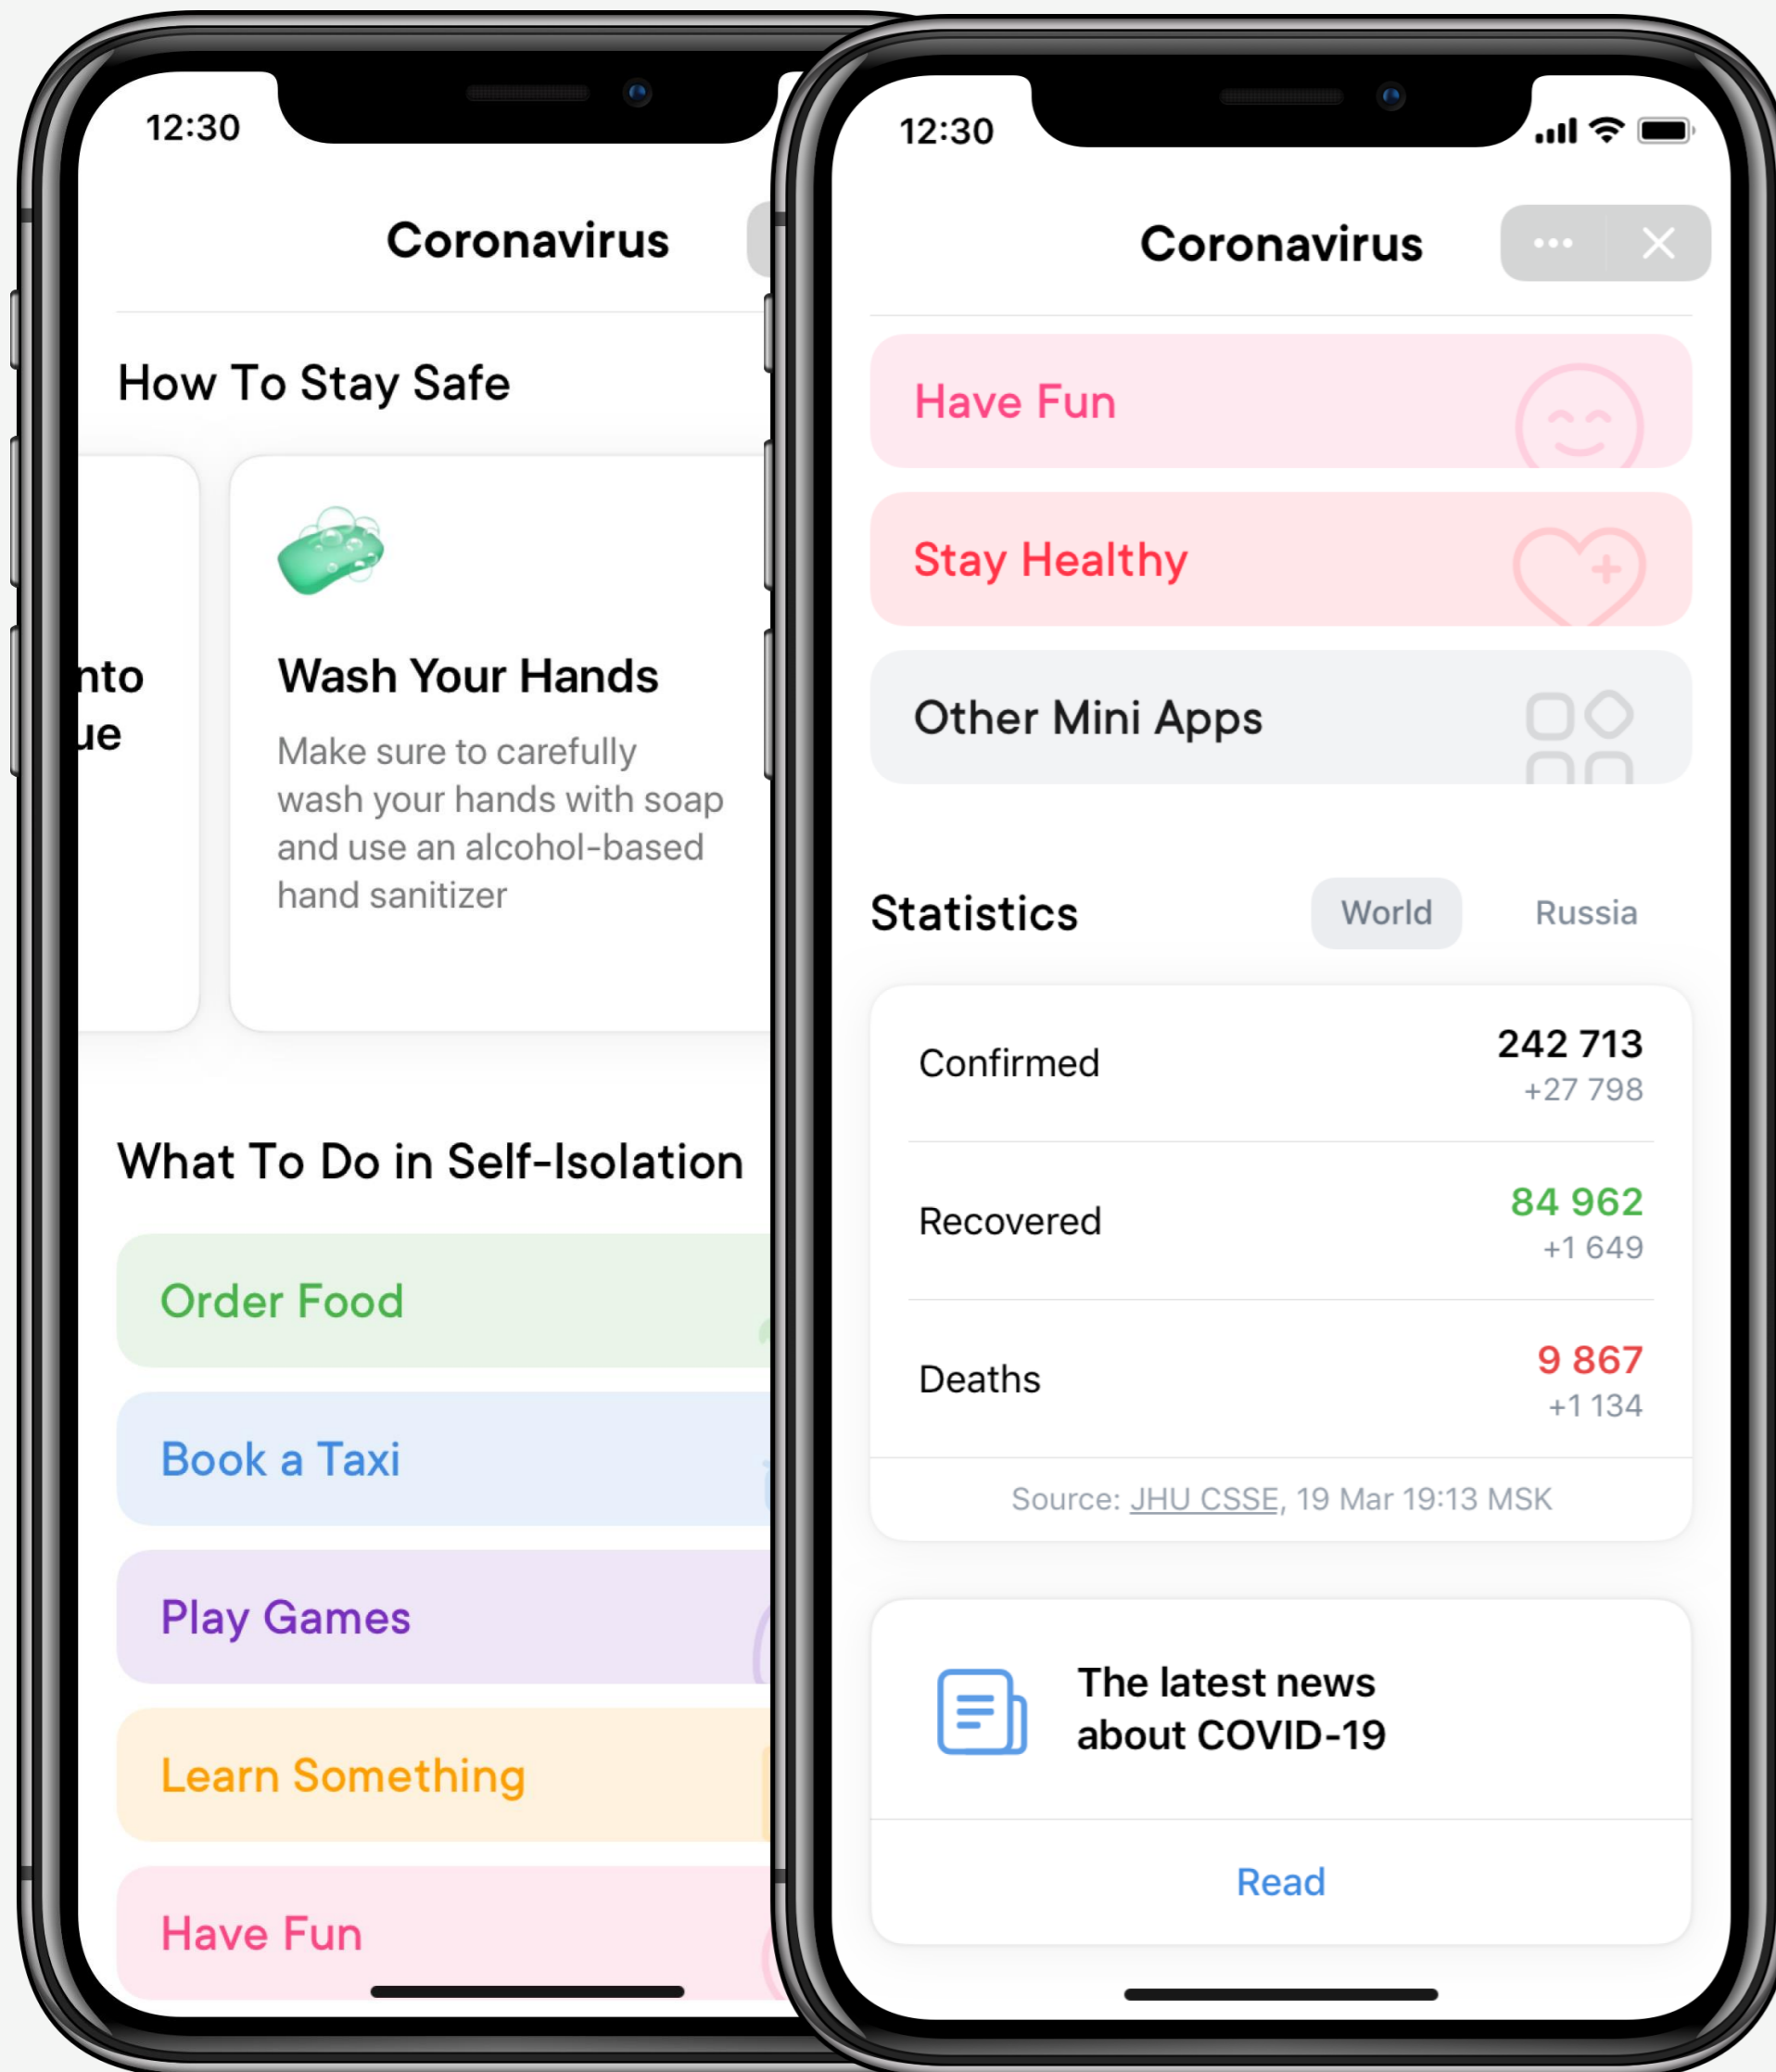 12:30
Coronavirus
How To Stay Safe
Wash Your Hands
Make sure to carefully
wash your hands with soap
and use an alcohol-based
hand sanitizer
What To Do in Self-Isolation
Order Food
Book a Taxi
Play Games
Learn Something
Have Fun
12:30
Coronavirus
Have Fun
Stay Healthy
Other Mini Apps
Statistics World Russia
Confirmed 242 713
+27 798
Recovered 84 962
+1 649
Deaths 9 867
+1 134
Source: JHU CSSE, 19 Mar 19:13 MSK
The latest news
about COVID-19
Read